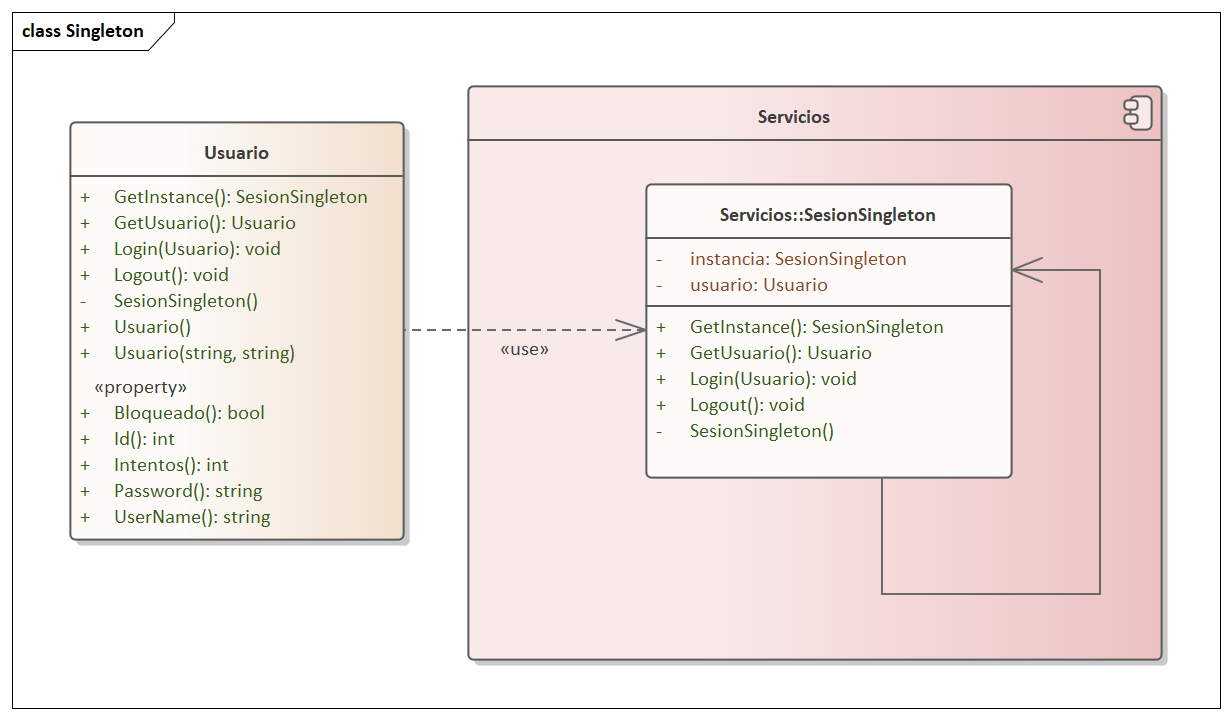 class Singleton
Usuario
+ GetInstance(): SesionSingleton
+ GetUsuario(): Usuario
+ Login(Usuario): void
+ Logout(): void
- SesionSingleton()
+ Usuario()
+ Usuario(string, string)
«property»
+ Bloqueado(): bool
+ Id(): int
+ Intentos(): int
+ Password(): string
+ UserName(): string
«use»
Servicios
Servicios::SesionSingleton
- instancia: SesionSingleton
- usuario: Usuario
+ GetInstance(): SesionSingleton
+ GetUsuario(): Usuario
+ Login(Usuario): void
+ Logout(): void
- SesionSingleton()